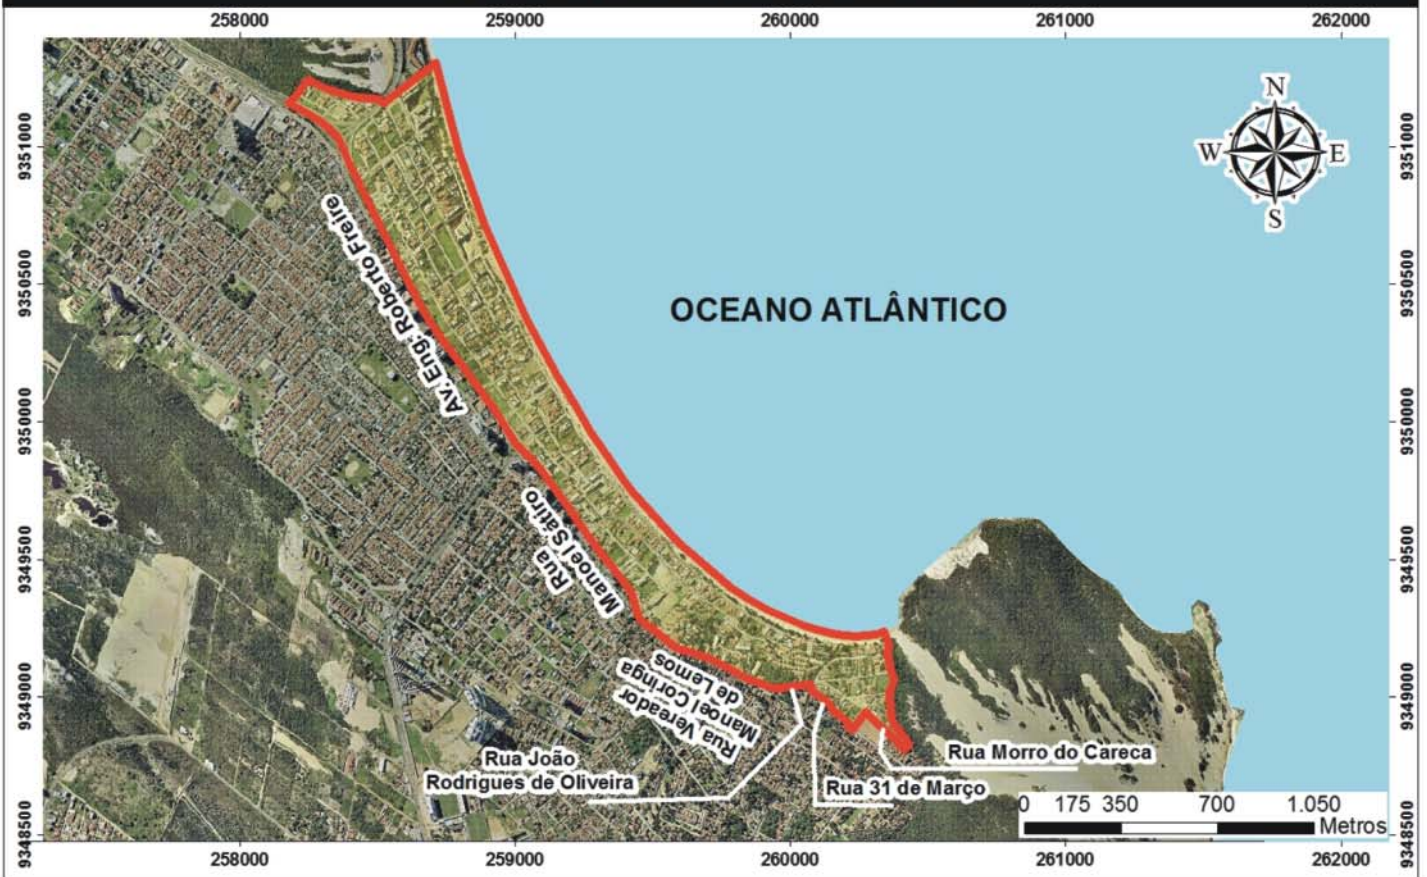 258000 259000 260000 261000 262000
N
W E
S
9351000 9351000
Av. Eng. Roberto Freire
9350500 9350500
OCEANO ATLÂNTICO
9350000 9350000
Rua
Manoel Sátiro
9349500 9349500
Rua Vereador
Manoel Coringa
de Lemos
9349000 9349000
Rua João
Rodrigues de Oliveira
Rua Morro do Careca
Rua 31 de Março
0 175 350 700 1.050
Metros
9348500 9348500
258000 259000 260000 261000 262000